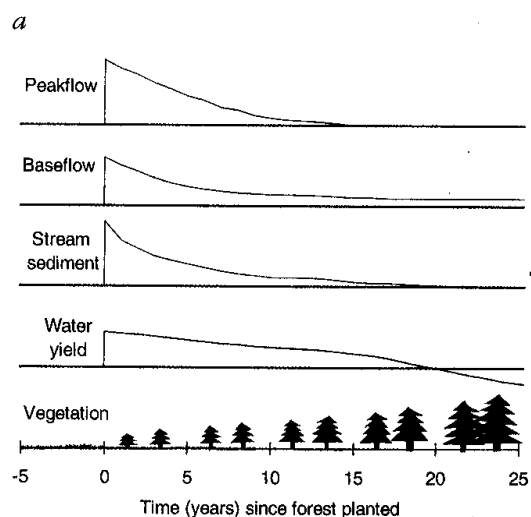 a
Peakflow
Baseflow
Stream
sediment
Water
yield
Vegetation
-5 0 5 10 15 20 25
Time (years) since forest planted